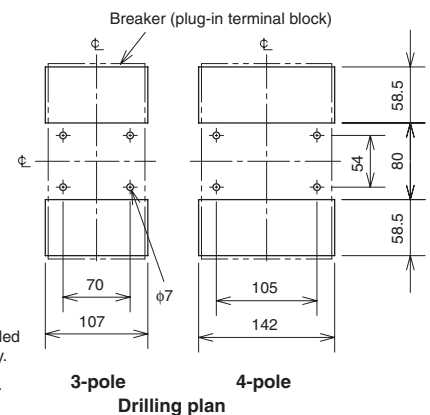 Breaker (plug-in terminal block)
℄
℄
58.5
℄
54
80
58.5
70
105
φ7
107
142
led
y.
3-pole
4-pole
Drilling plan